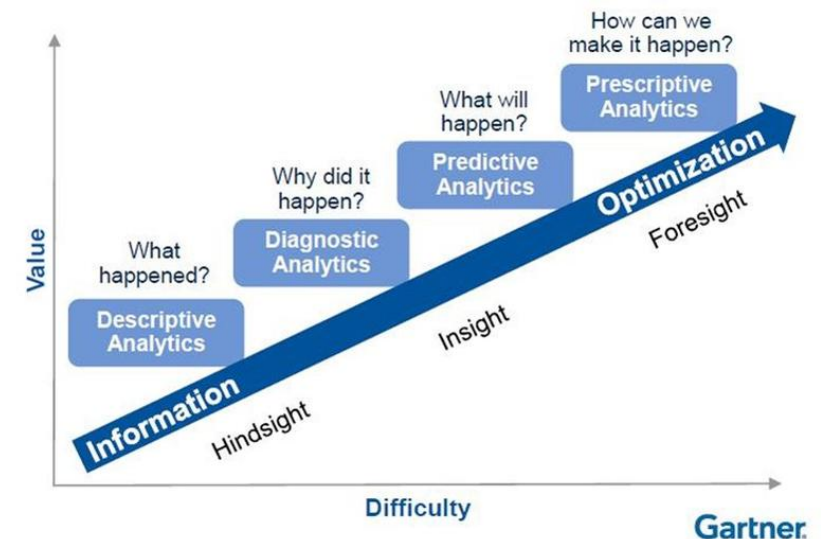 How can we
make it happen?
Prescriptive
Analytics
What will
happen?
Predictive
Analytics
Why did it
happen?
Diagnostic
Analytics
What
happened?
Descriptive
Analytics
Value
Information
Optimization
Hindsight
Insight
Foresight
Difficulty
Gartner.